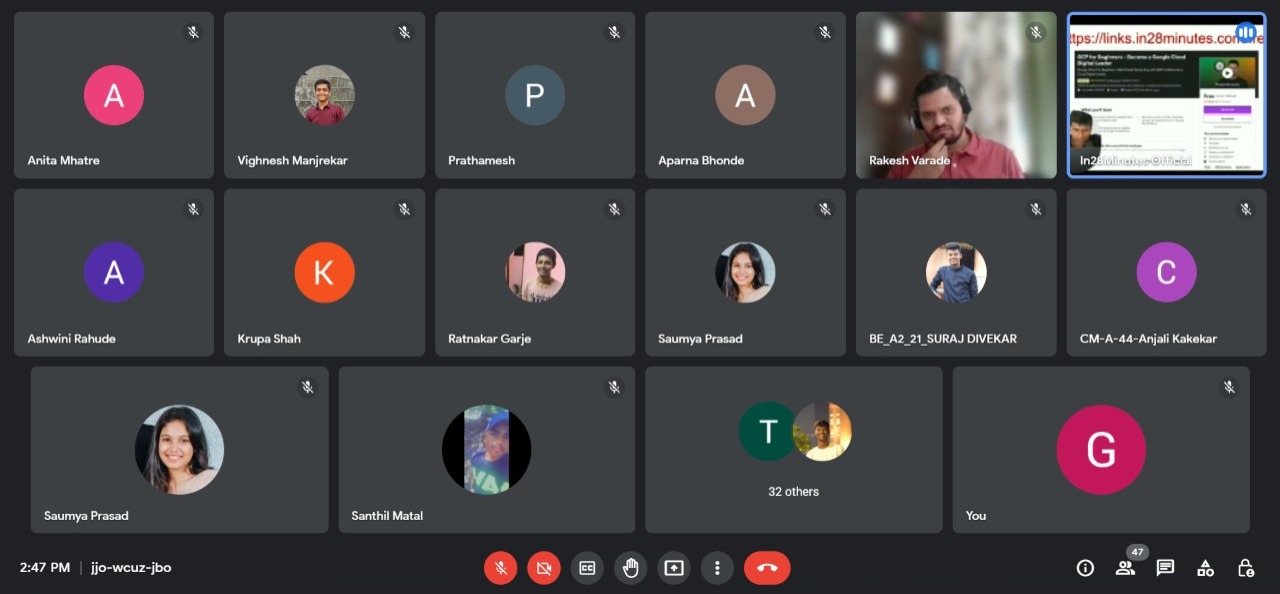 A
Anita Mhatre
Vighnesh Manjrekar
P
Prathamesh
A
Aparna Bhonde
Rakesh Varade
ttps://links.in28minutes.com
GCP for Beginners - Become a Google Cloud
Digital Leader
Free
In28Minutes Official
A
Ashwini Rahude
K
Krupa Shah
Ratnakar Garje
Saumya Prasad
BE_A2_21_SURAJ DIVEKAR
C
CM-A-44-Anjali Kakekar
Saumya Prasad
Santhil Matal
T
32 others
G
You
2:47 PM | jjo-wcuz-jbo
47